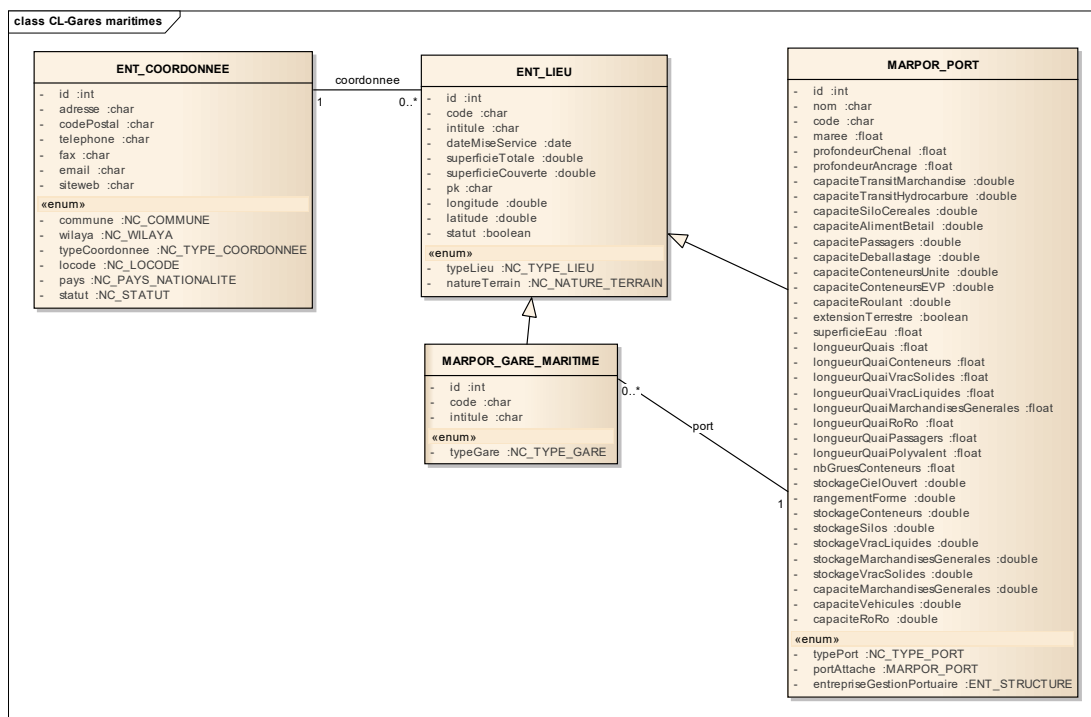 class CL-Gares maritimes
ENT_COORDONNEE
- id :int
- adresse :char
- codePostal :char
- telephone :char
- fax :char
- email :char
- siteweb :char
«enum»
- commune :NC_COMMUNE
- wilaya :NC_WILAYA
- typeCoordonnee :NC_TYPE_COORDONNEE
- locode :NC_LOCODE
- pays :NC_PAYS_NATIONALITE
- statut :NC_STATUT
coordonnee
1
0..*
ENT_LIEU
- id :int
- code :char
- intitule :char
- dateMiseService :date
- superficieTotale :double
- superficieCouverte :double
- pk :char
- longitude :double
- latitude :double
- statut :boolean
«enum»
- typeLieu :NC_TYPE_LIEU
- natureTerrain :NC_NATURE_TERRAIN
MARPOR_GARE_MARITIME
- id :int
- code :char
- intitule :char
«enum»
- typeGare :NC_TYPE_GARE
0..*
port
1
MARPOR_PORT
- id :int
- nom :char
- code :char
- maree :float
- profondeurChenal :float
- profondeurAncrage :float
- capaciteTransitMarchandise :double
- capaciteTransitHydrocarbure :double
- capaciteSiloCereales :double
- capaciteAlimentBetail :double
- capacitePassagers :double
- capaciteDeballastage :double
- capaciteConteneursUnite :double
- capaciteConteneursEVP :double
- capaciteRoulant :double
- extensionTerrestre :boolean
- superficieEau :float
- longueurQuais :float
- longueurQuaiConteneurs :float
- longueurQuaiVracSolides :float
- longueurQuaiVracLiquides :float
- longueurQuaiMarchandisesGenerales :float
- longueurQuaiRoRo :float
- longueurQuaiPassagers :float
- longueurQuaiPolyvalent :float
- nbGruesConteneurs :float
- stockageCielOuvert :double
- rangementForme :double
- stockageConteneurs :double
- stockageSilos :double
- stockageVracLiquides :double
- stockageMarchandisesGenerales :double
- stockageVracSolides :double
- capaciteMarchandisesGenerales :double
- capaciteVehicules :double
- capaciteRoRo :double
«enum»
- typePort :NC_TYPE_PORT
- portAttache :MARPOR_PORT
- entrepriseGestionPortuaire :ENT_STRUCTURE